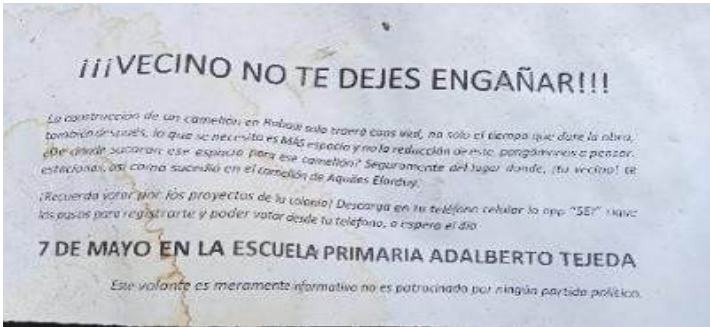 ¡¡¡VECINO NO TE DEJES ENGAÑAR!!!
La construcción de un camellón en solo traerá caos vial, no solo el tiempo que dure la obra,
también después, lo que se necesita es MÁS espacio y no la reducción de este, pongámonos a pensar.
¿De dónde sacaran ese espacio para ese camellón? Seguramente del lugar donde, ¡tu vecino! te
estacionas, así como sucedió en el camellón de Aquiles Elorduy.
¡Recuerda votar por los proyectos de tu colonia! Descarga en tu teléfono celular la app "SEI" sigue
los pasos para registrarte y poder votar desde tu teléfono, o espera el día
7 DE MAYO EN LA ESCUELA PRIMARIA ADALBERTO TEJEDA
Este volante es meramente informativo no es patrocinado por ningún partido político.